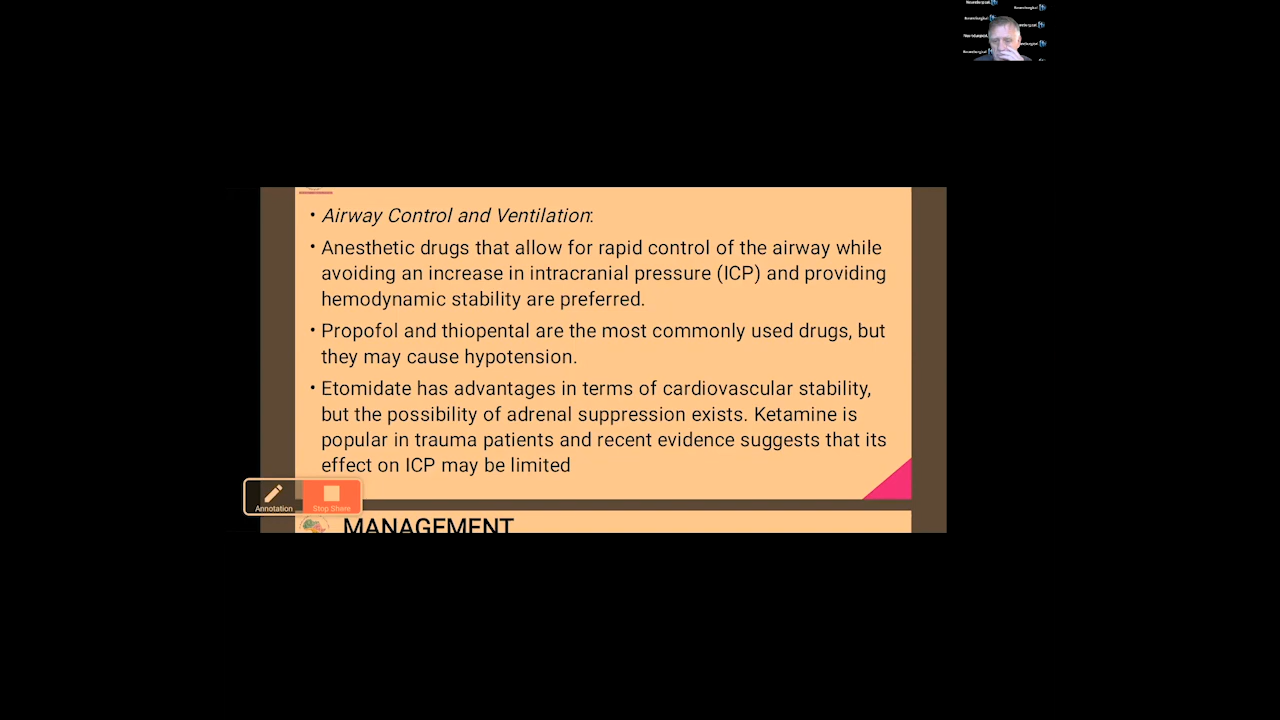 • Airway Control and Ventilation:
• Anesthetic drugs that allow for rapid control of the airway while
avoiding an increase in intracranial pressure (ICP) and providing
hemodynamic stability are preferred.
• Propofol and thiopental are the most commonly used drugs, but
they may cause hypotension.
• Etomidate has advantages in terms of cardiovascular stability,
but the possibility of adrenal suppression exists. Ketamine is
popular in trauma patients and recent evidence suggests that its
effect on ICP may be limited
Annotation
Stop Share
MANAGEMENT